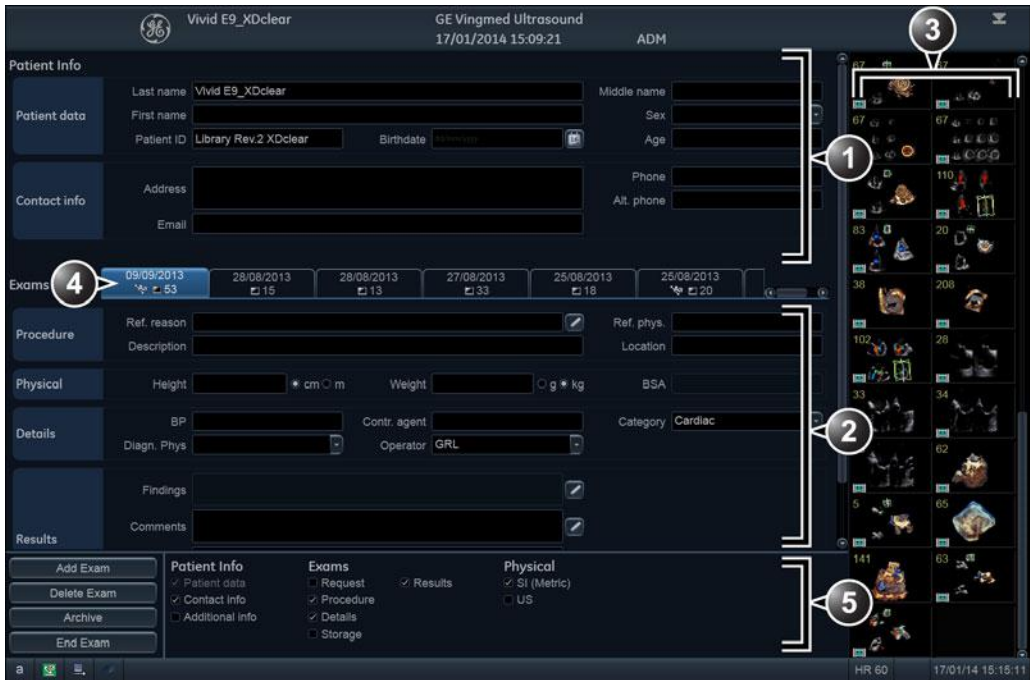 Vivid E9_XDclear GE Vingmed Ultrasound
17/01/2014 15:09:21 ADM
3
Patient Info
Patient data
Last name Vivid E9_XDclear Middle name
First name Sex
Patient ID Library Rev.2 XDclear Birthdate Age
1
Contact info
Address Phone
Alt. phone
Email
Exams
4
09/09/2013 28/08/2013 28/08/2013 27/08/2013 25/08/2013 25/08/2013
53 15 13 33 18 20
Procedure
Ref. reason Ref. phys.
Description Location
Physical Height cm m Weight g kg BSA
Details
BP Contr. agent Category Cardiac
Diagn. Phys Operator GRL
2
Results
Findings
Comments
67 67
67 67
110
83 20
38 208
102 28
33 34
62
5 65
141 63
Add Exam
Delete Exam
Archive
End Exam
Patient Info Exams Physical
Patient data Request Results SI (Metric)
Contact info Procedure US
Additional info Details
Storage
5
a HR 60 17/01/14 15:15:11